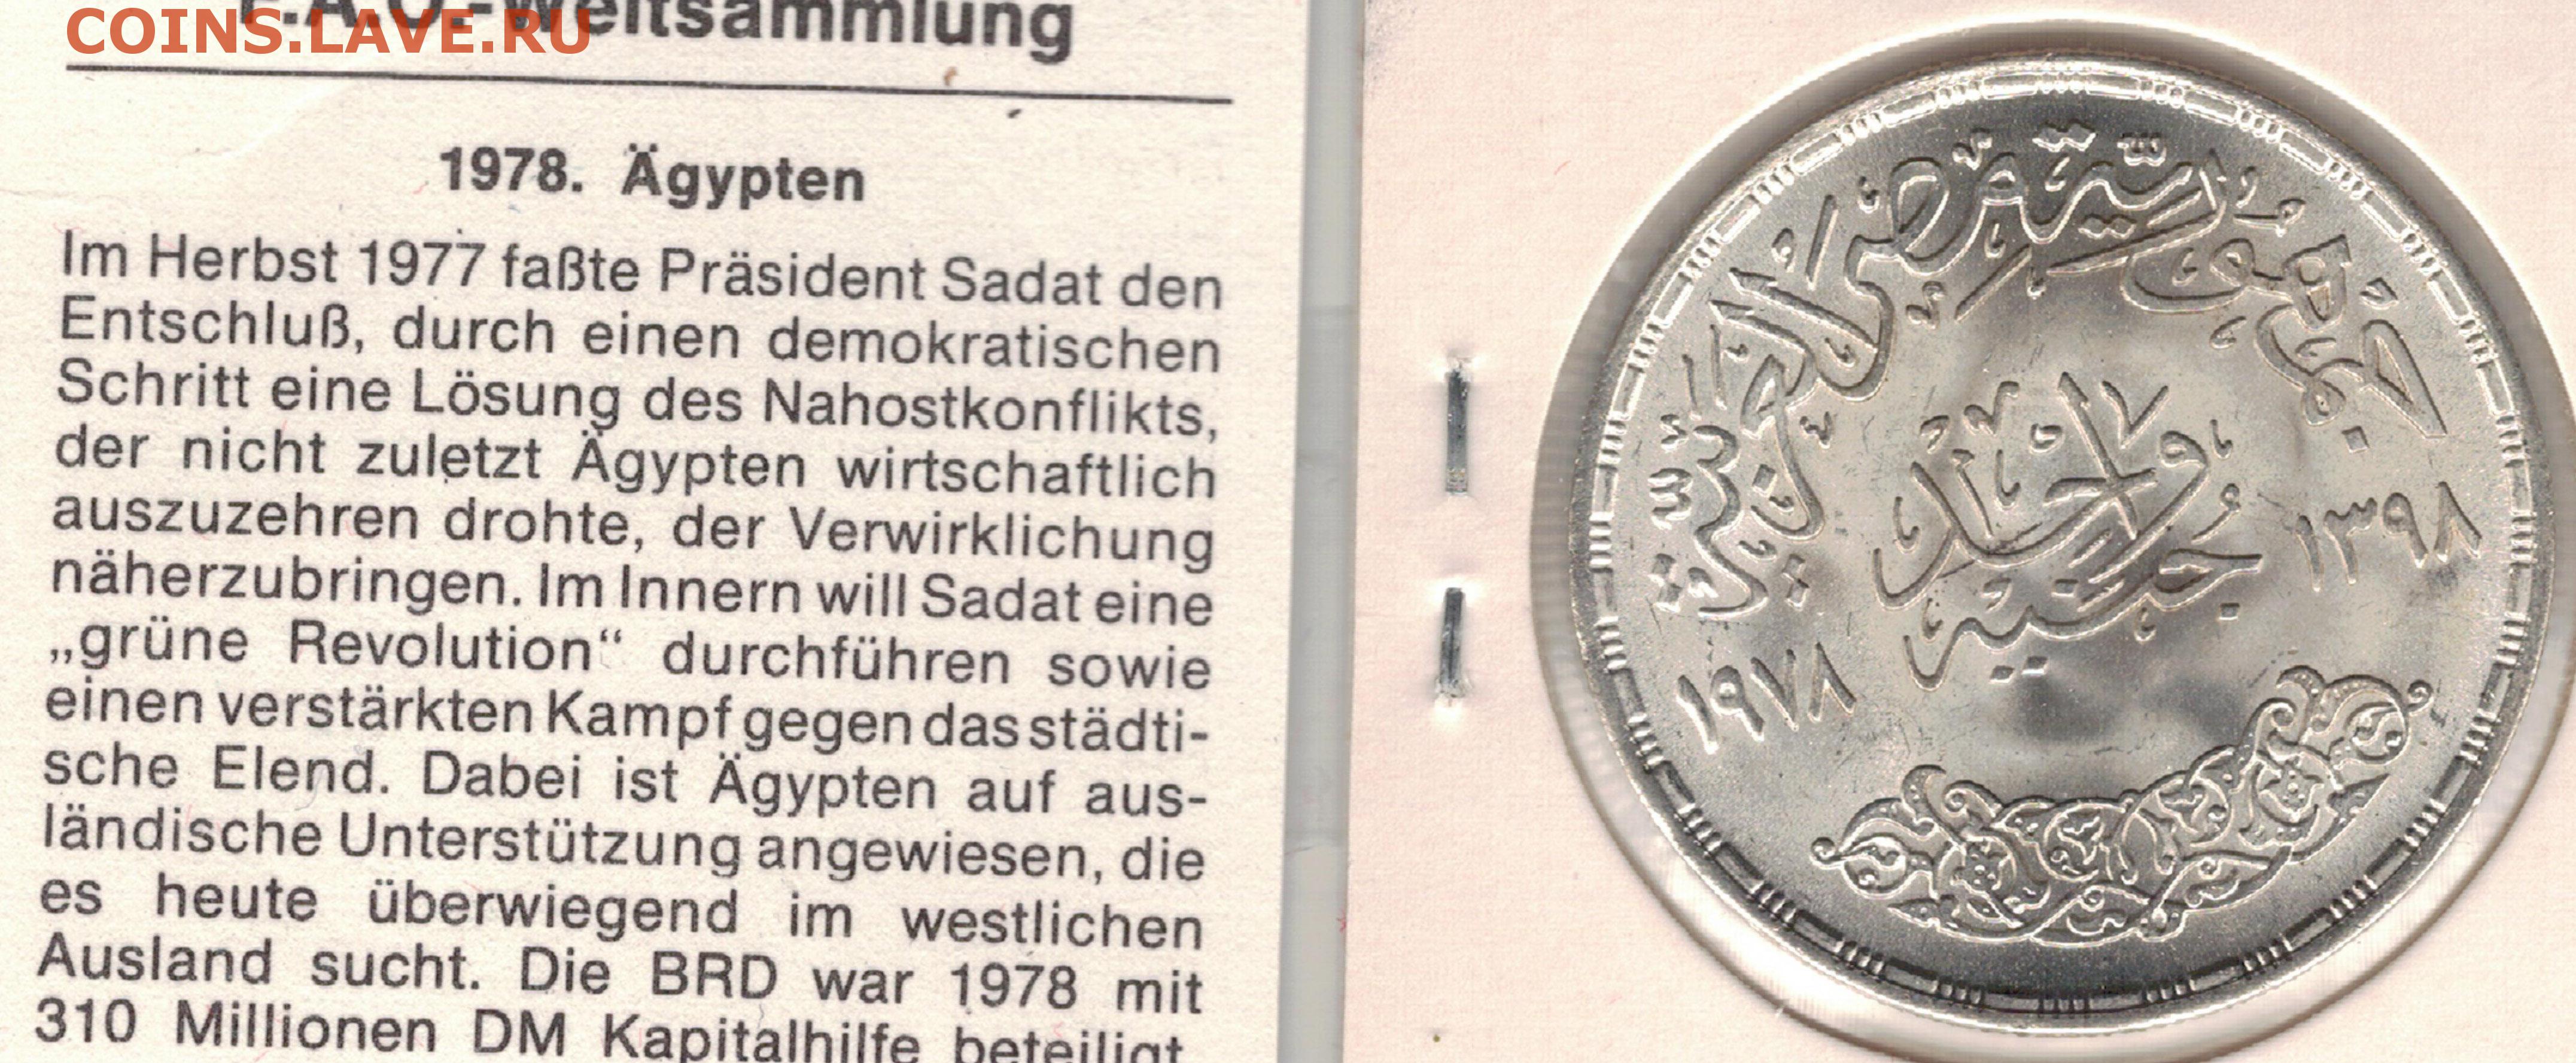 COINS.LAVE.RU
F.A.O.-Weltsammlung
1978. Ägypten
Im Herbst 1977 faßte Präsident Sadat den
Entschluß, durch einen demokratischen
Schritt eine Lösung des Nahostkonflikts,
der nicht zuletzt Ägypten wirtschaftlich
auszuzehren drohte, der Verwirklichung
näherzubringen. Im Innern will Sadat eine
„grüne Revolution“ durchführen sowie
einen verstärkten Kampf gegen das städti-
sche Elend. Dabei ist Ägypten auf aus-
ländische Unterstützung angewiesen, die
es heute überwiegend im westlichen
Ausland sucht. Die BRD war 1978 mit
310 Millionen DM Kapitalhilfe beteiligt.
جمهورية مصر العربية
واحد
جنيه
١٣٩٨
١٩٧٨